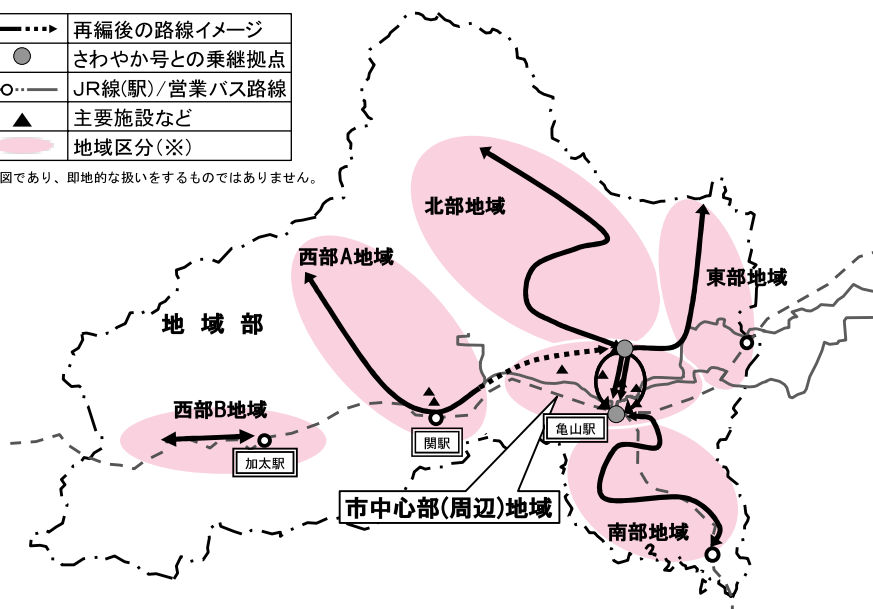 再編後の路線イメージ
さわやか号との乗継拠点
JR線(駅)/営業バス路線
主要施設など
地域区分(※)
図であり、即地的な扱いをするものではありません。
北部地域
西部A地域
東部地域
地域部
西部B地域
関駅
亀山駅
加太駅
市中心部(周辺)地域
南部地域